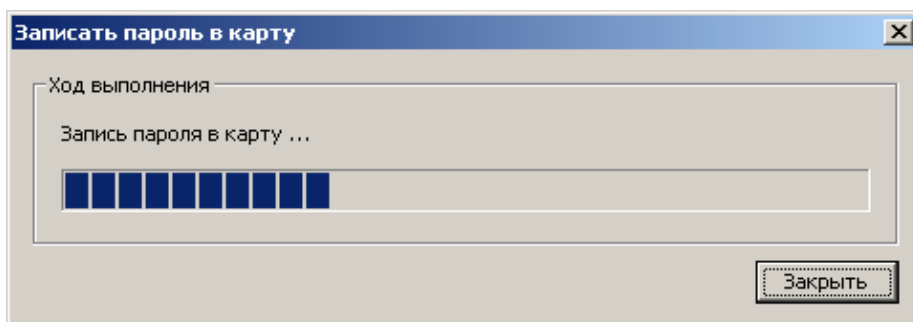 Записать пароль в карту
Ход выполнения
Запись пароля в карту ...
Закрыть